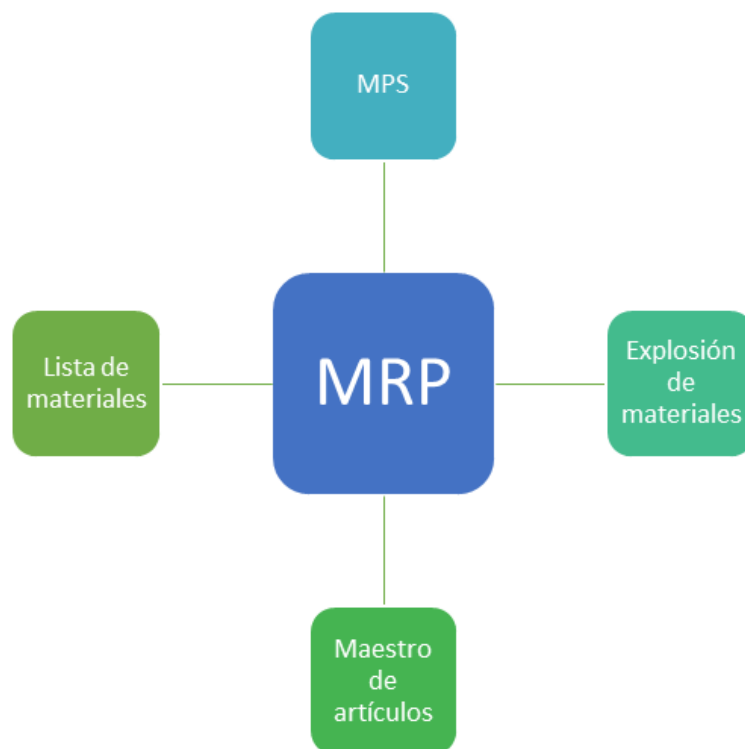 MPS
Lista de
materiales
MRP
Explosión
de
materiales
Maestro
de
artículos